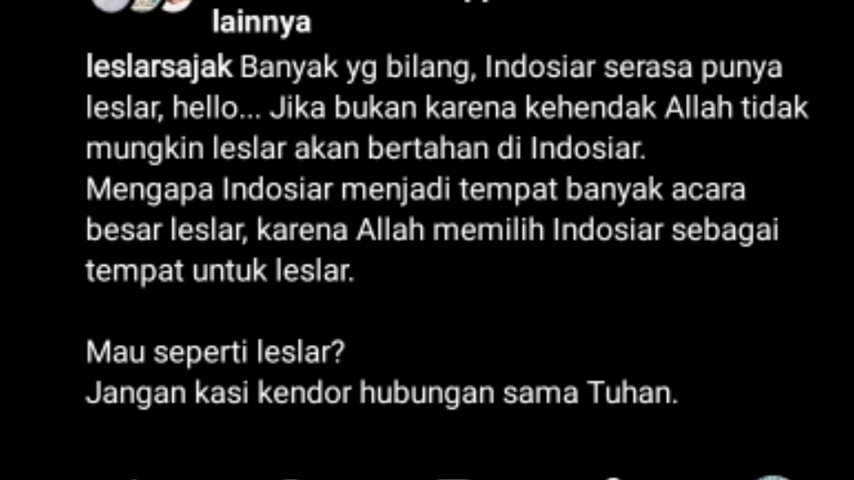 lainnya
leslarsajak Banyak yg bilang, Indosiar serasa punya
leslar, hello... Jika bukan karena kehendak Allah tidak
mungkin leslar akan bertahan di Indosiar.
Mengapa Indosiar menjadi tempat banyak acara
besar leslar, karena Allah memilih Indosiar sebagai
tempat untuk leslar.
Mau seperti leslar?
Jangan kasi kendor hubungan sama Tuhan.